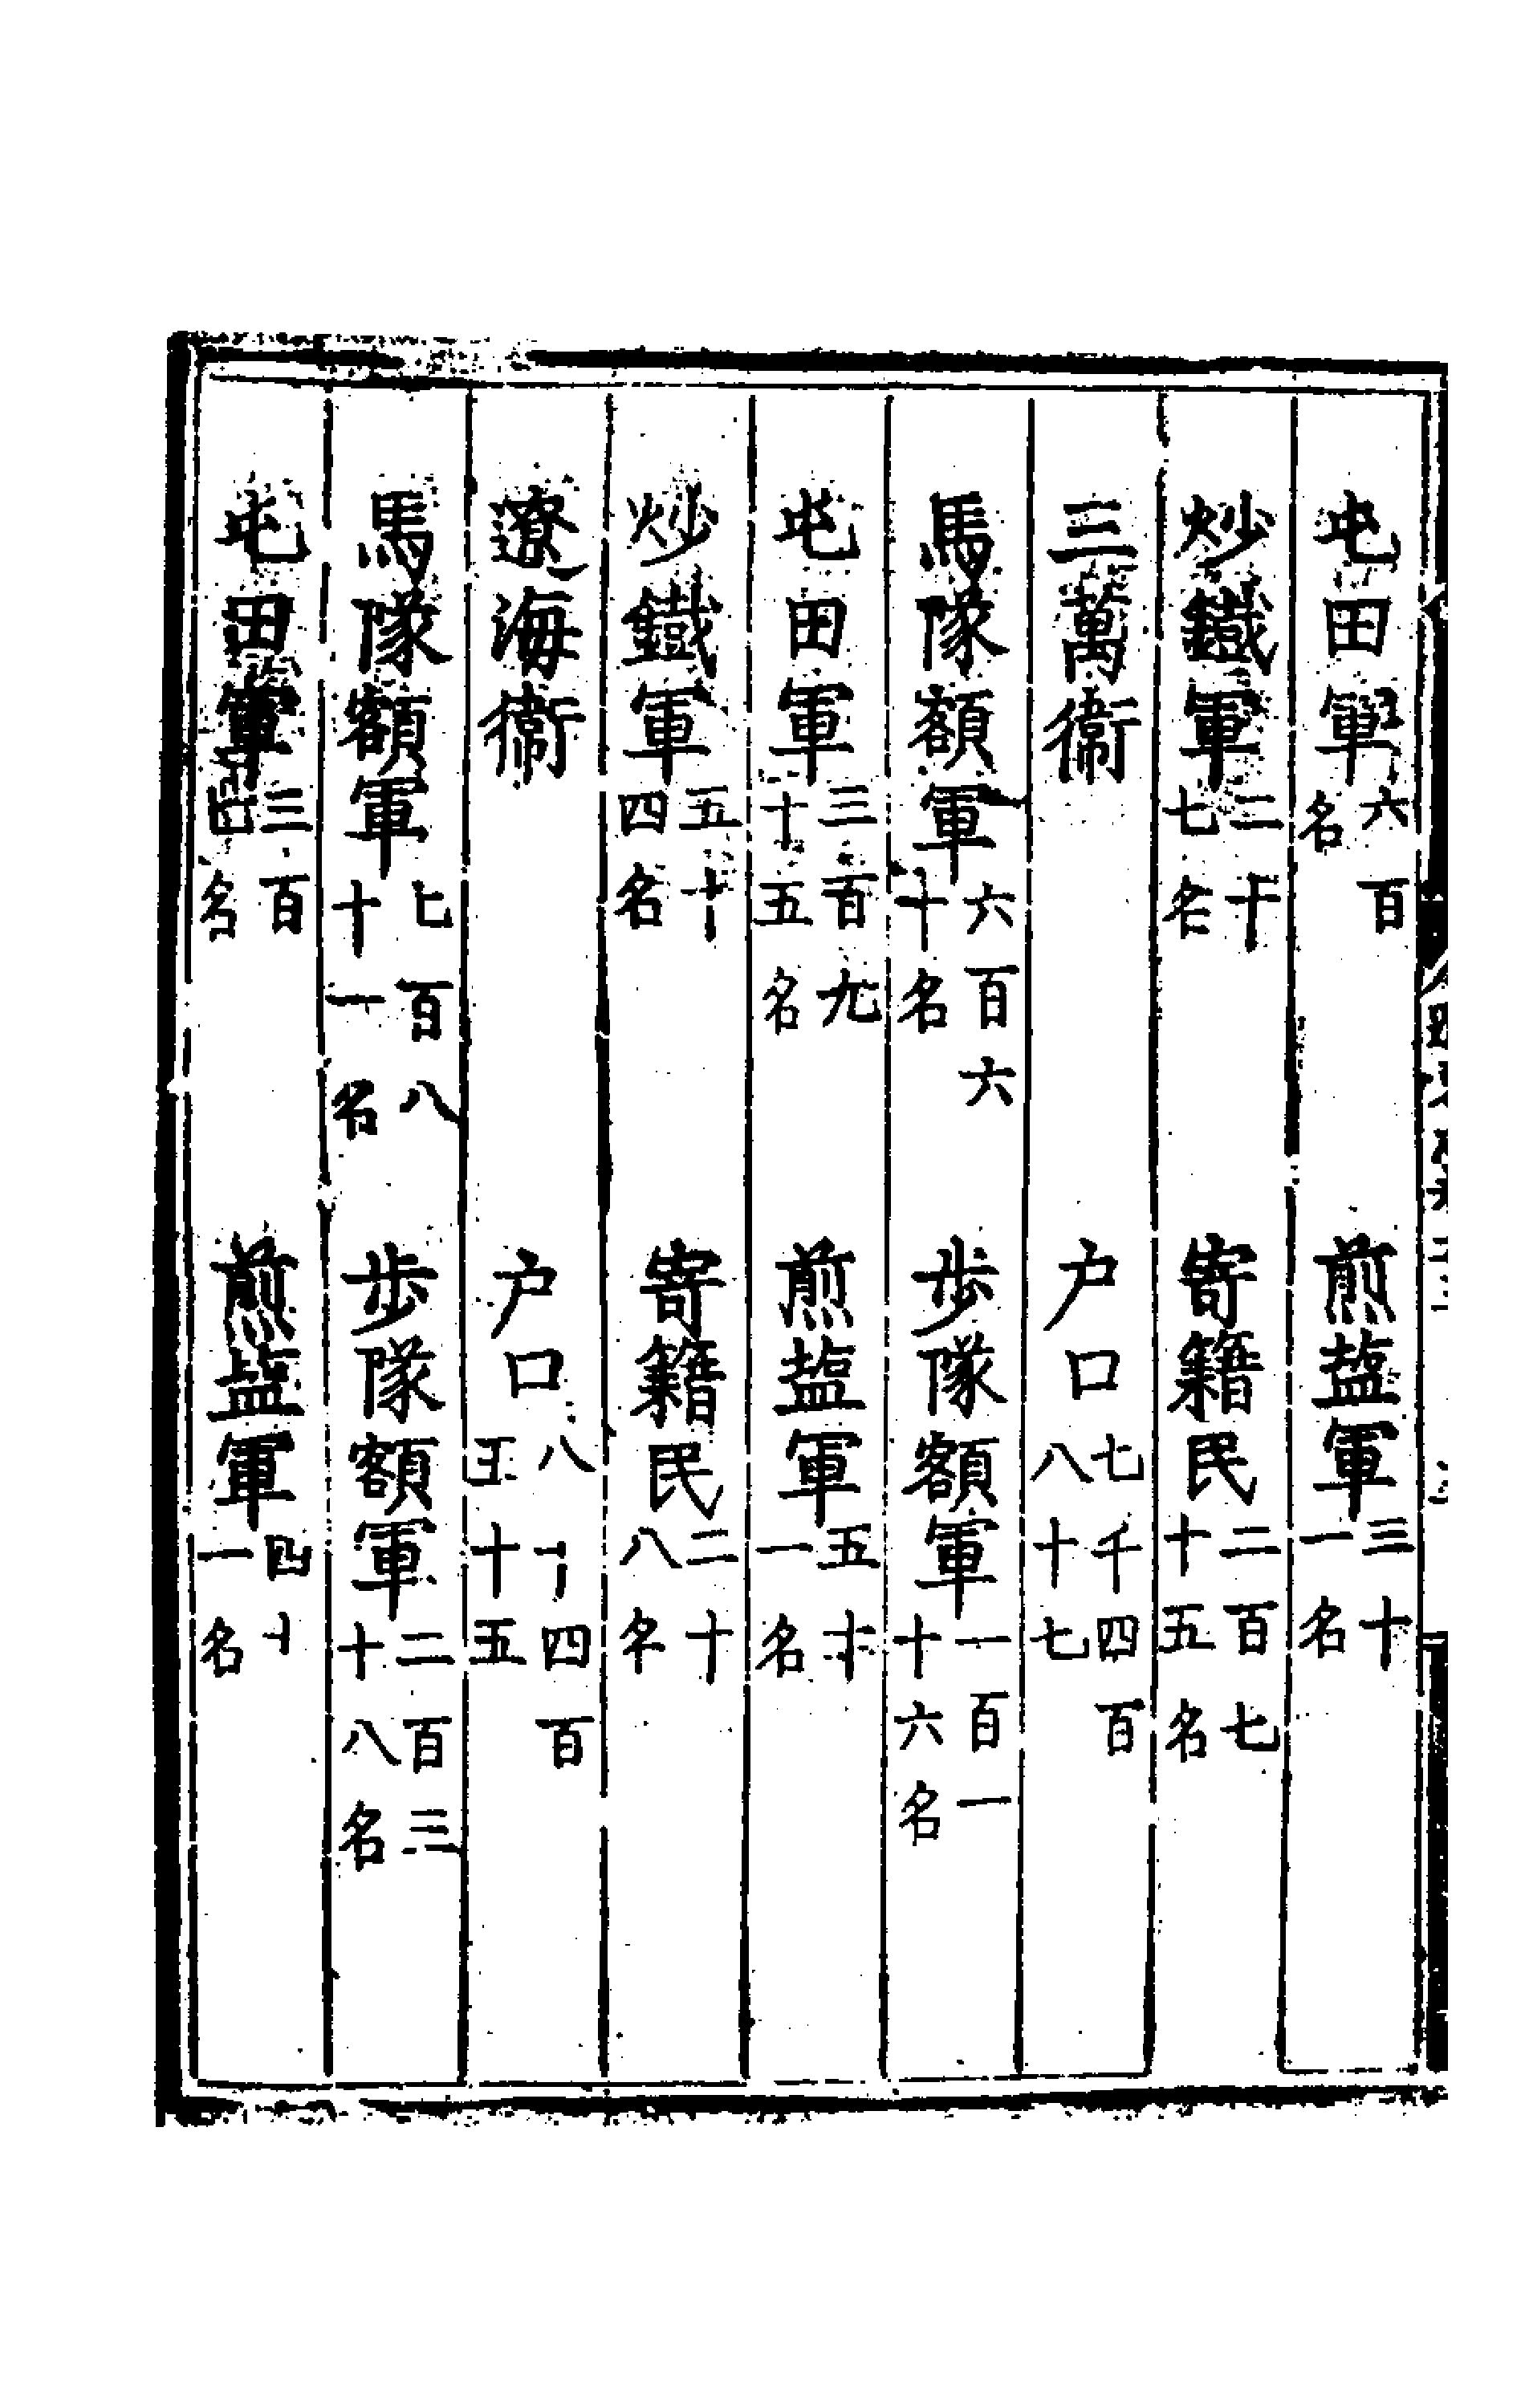 屯田軍六百名　煎塩軍三十一名
炒鐵軍二十七名　寄籍民二百七十五名
三萬衛　户口七千四百八十七
馬隊額軍六百六十名　歩隊額軍一百一十六名
屯田軍三百九十五名　煎塩軍五十一名
炒鐵軍五十四名　寄籍民二十八名
遼海衛　户口八千四百五十五
馬隊額軍七百八十一名　歩隊額軍二百三十八名
屯田軍三百四名　煎塩軍四十一名